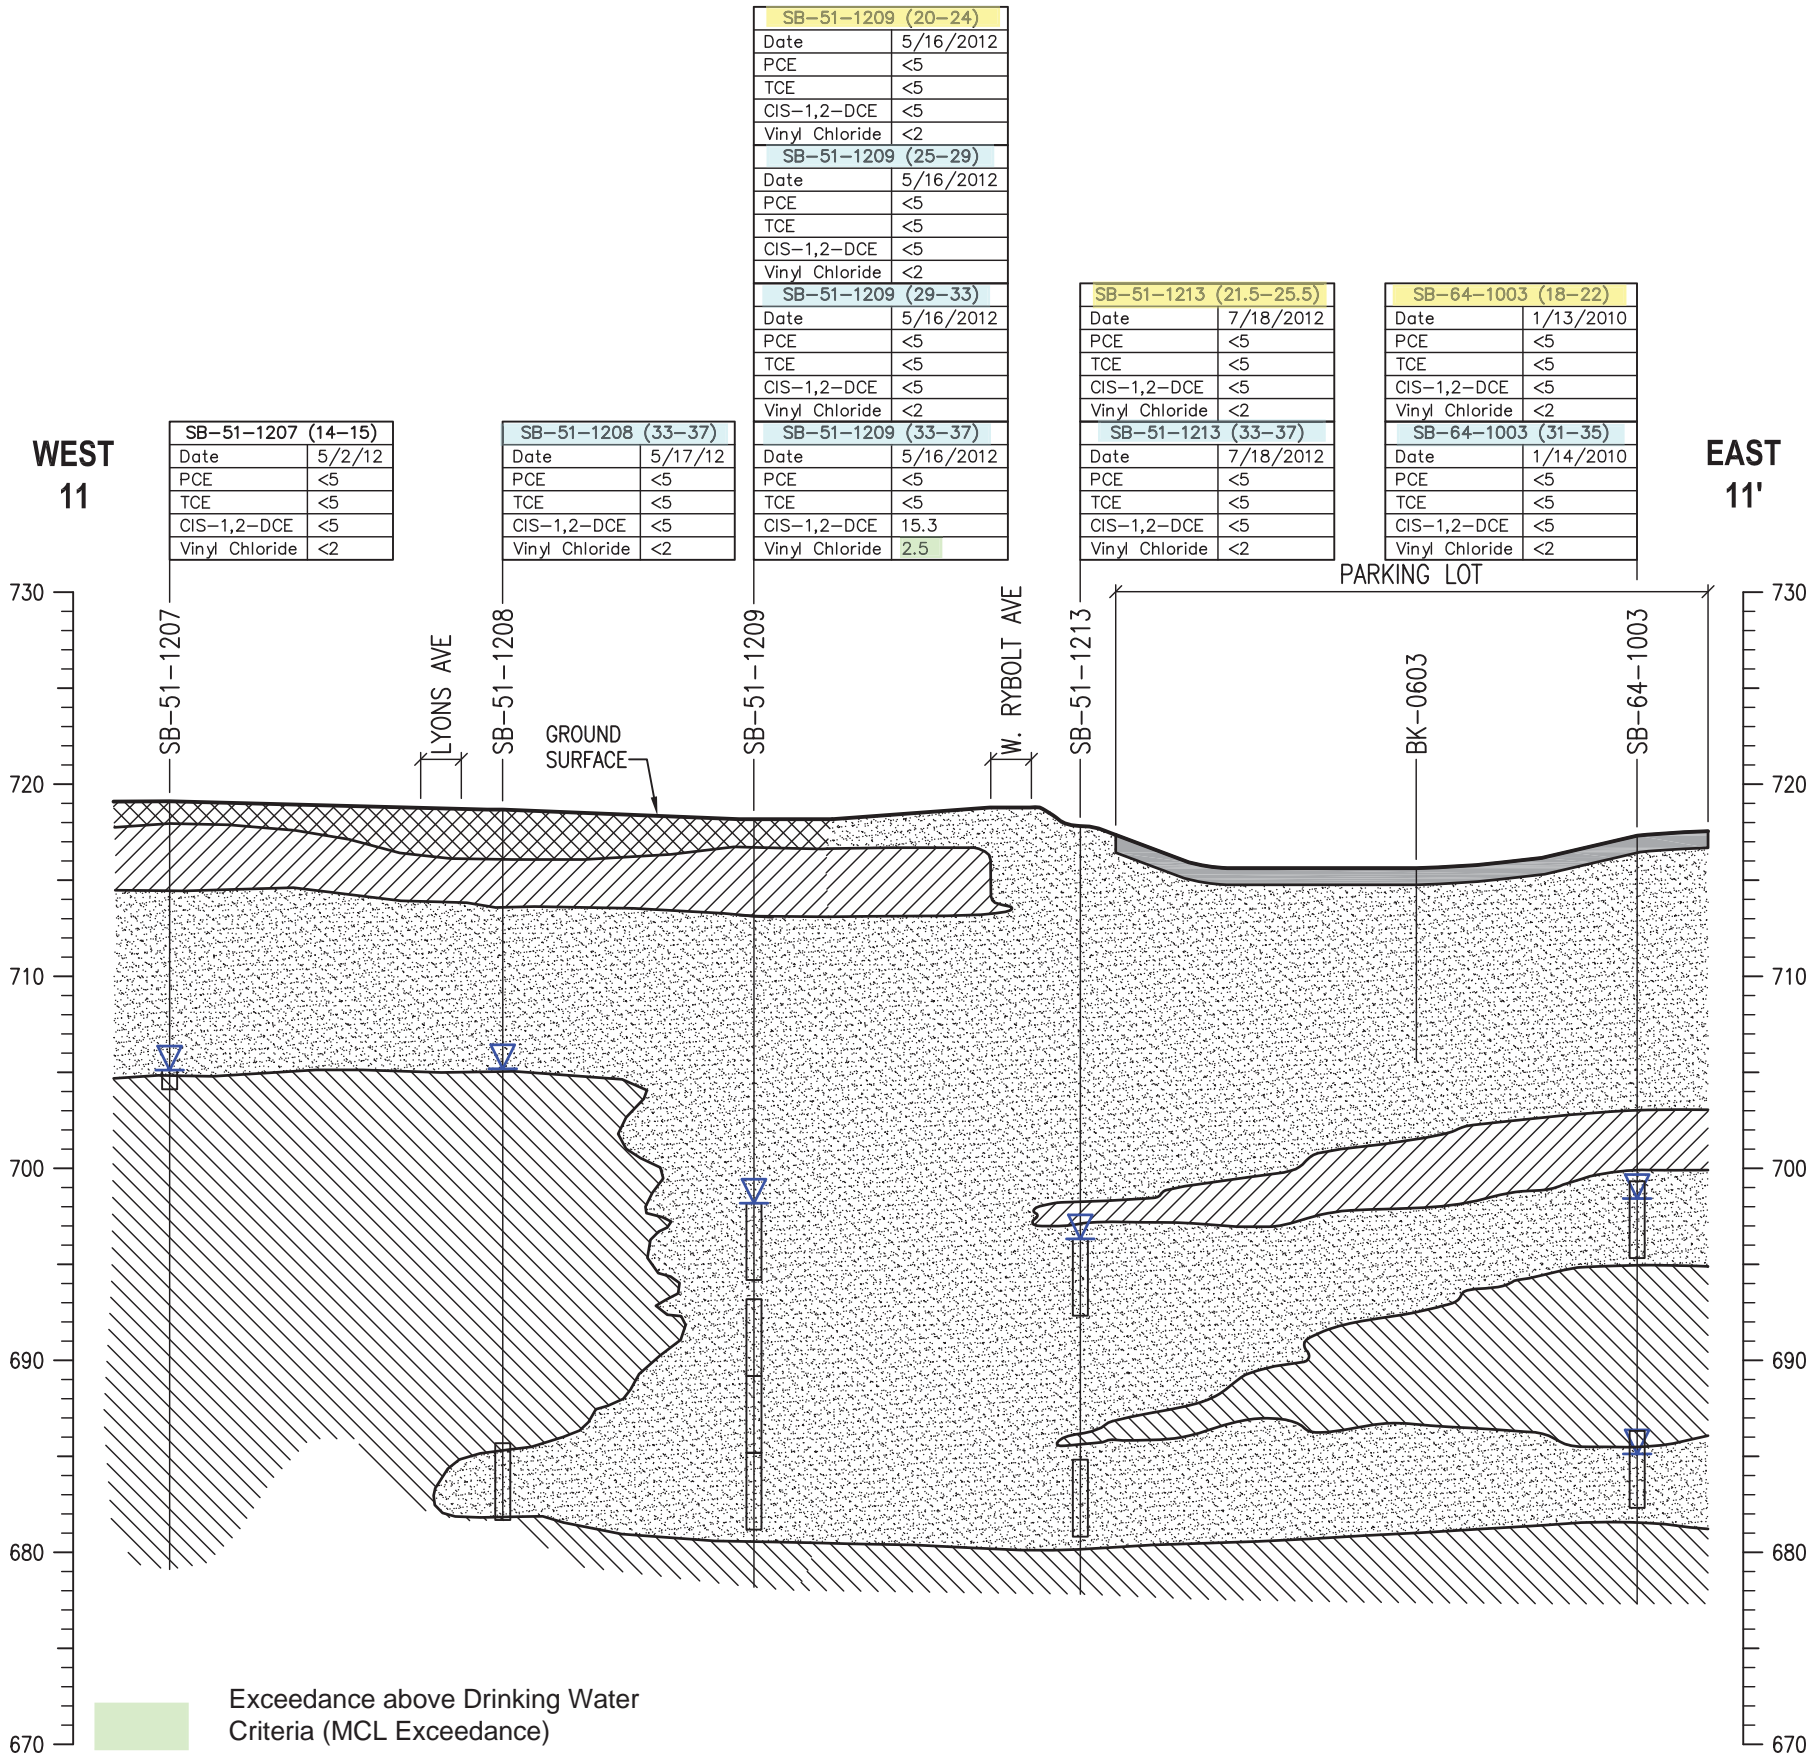 SB-51-1209 (20-24)
Date 5/16/2012
PCE <5
TCE <5
CIS-1,2-DCE <5
Vinyl Chloride <2
SB-51-1209 (25-29)
Date 5/16/2012
PCE <5
TCE <5
CIS-1,2-DCE <5
Vinyl Chloride <2
SB-51-1209 (29-33)
Date 5/16/2012
PCE <5
TCE <5
CIS-1,2-DCE <5
Vinyl Chloride <2
SB-51-1209 (33-37)
Date 5/16/2012
PCE <5
TCE <5
CIS-1,2-DCE 15.3
Vinyl Chloride 2.5
SB-51-1213 (21.5-25.5)
Date 7/18/2012
PCE <5
TCE <5
CIS-1,2-DCE <5
Vinyl Chloride <2
SB-51-1213 (33-37)
Date 7/18/2012
PCE <5
TCE <5
CIS-1,2-DCE <5
Vinyl Chloride <2
SB-64-1003 (18-22)
Date 1/13/2010
PCE <5
TCE <5
CIS-1,2-DCE <5
Vinyl Chloride <2
SB-64-1003 (31-35)
Date 1/14/2010
PCE <5
TCE <5
CIS-1,2-DCE <5
Vinyl Chloride <2
WEST
11
SB-51-1207 (14-15)
Date 5/2/12
PCE <5
TCE <5
CIS-1,2-DCE <5
Vinyl Chloride <2
SB-51-1208 (33-37)
Date 5/17/12
PCE <5
TCE <5
CIS-1,2-DCE <5
Vinyl Chloride <2
EAST
11'
PARKING LOT
730
720
710
700
690
680
670
SB-51-1207
LYONS AVE
SB-51-1208
GROUND
SURFACE
SB-51-1209
W. RYBOLT AVE
SB-51-1213
BK-0603
SB-64-1003
730
720
710
700
690
680
670
Exceedance above Drinking Water
Criteria (MCL Exceedance)